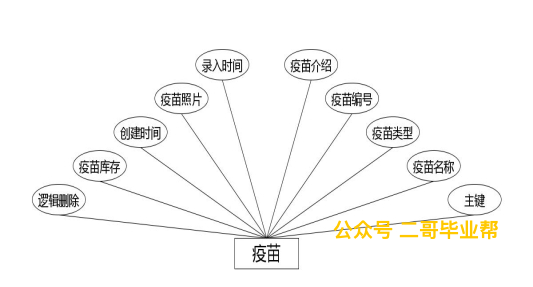 录入时间
疫苗介绍
疫苗照片
疫苗编号
创建时间
疫苗类型
疫苗库存
疫苗名称
逻辑删除
主键
公众号 二哥毕业帮
疫苗